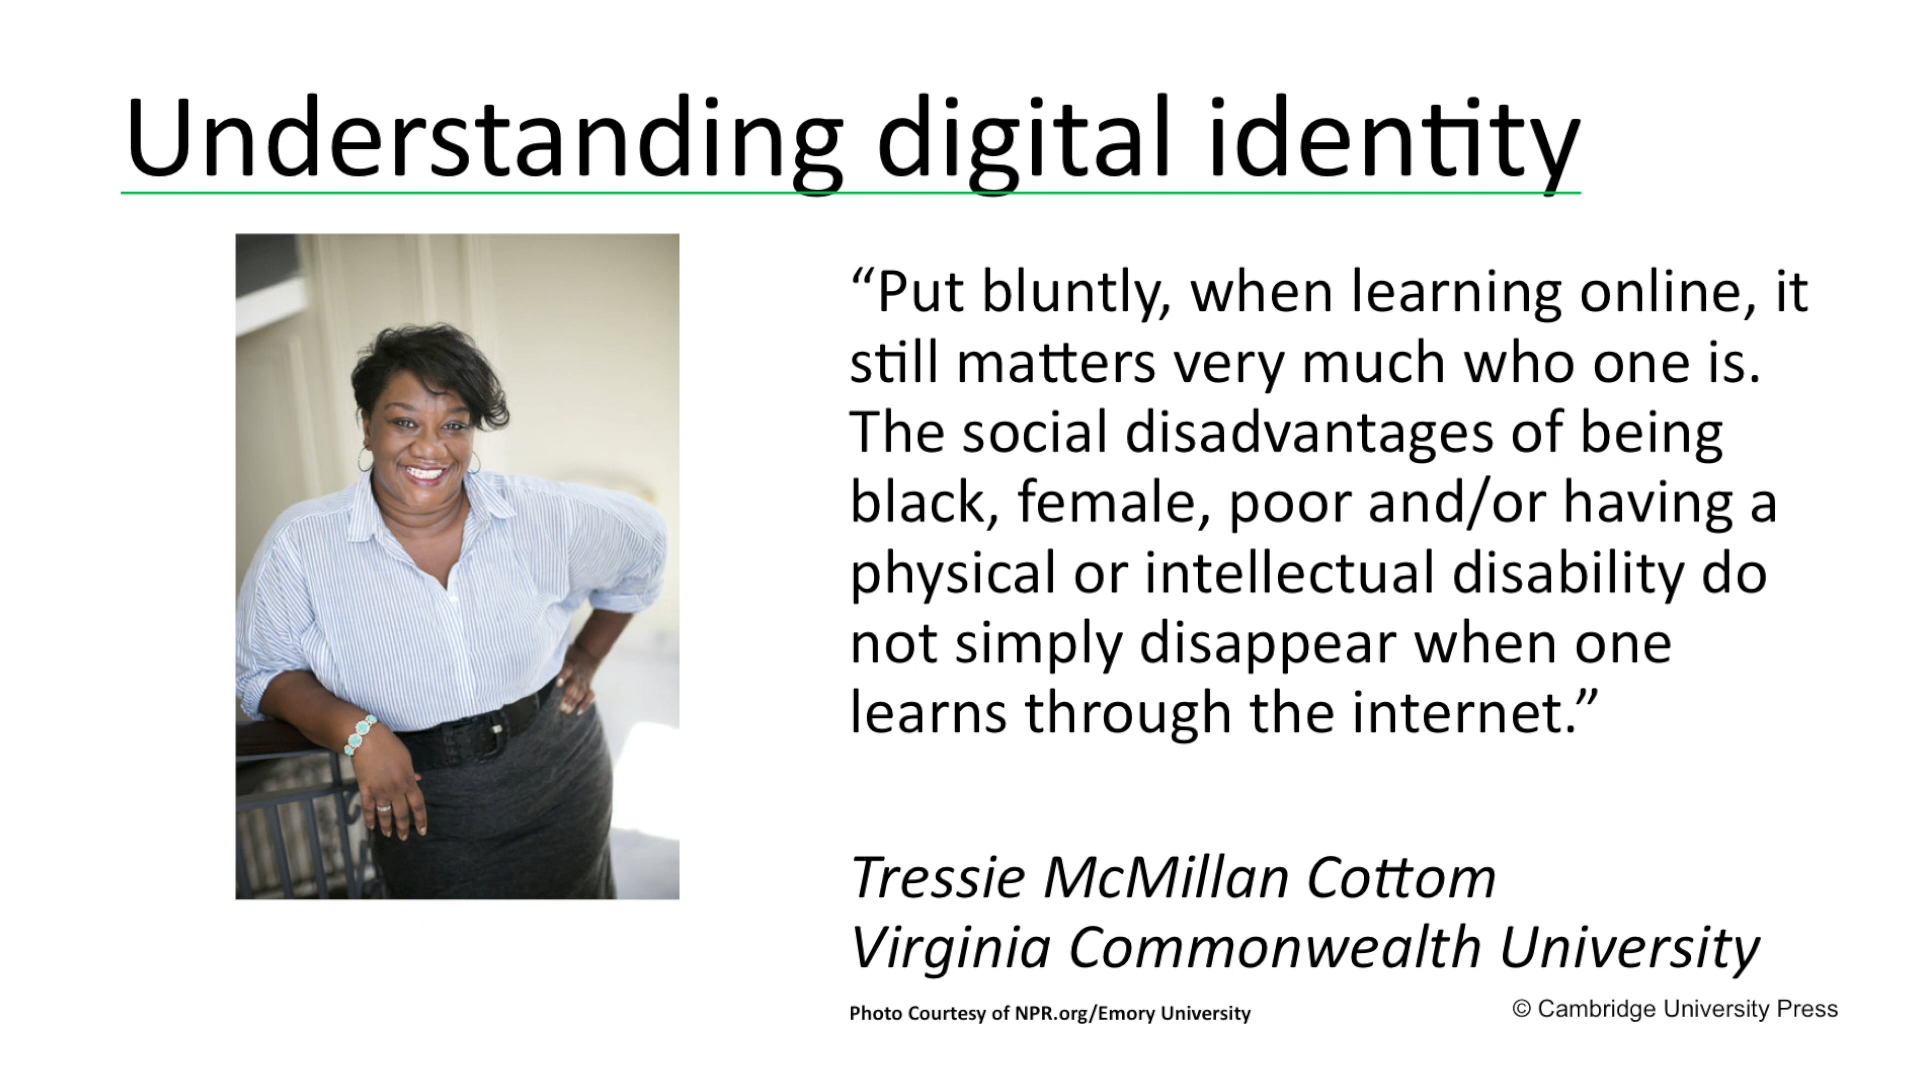 Understanding digital identity
“Put bluntly, when learning online, it
still matters very much who one is.
The social disadvantages of being
black, female, poor and/or having a
physical or intellectual disability do
not simply disappear when one
learns through the internet.”
Tressie McMillan Cottom
Virginia Commonwealth University
Photo Courtesy of NPR.org/Emory University
© Cambridge University Press